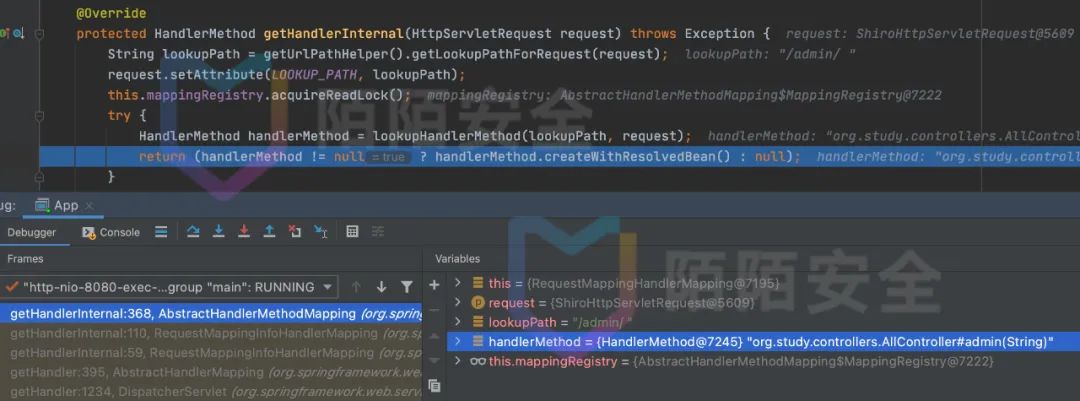 @Override
protected HandlerMethod getHandlerInternal(HttpServletRequest request) throws Exception {  request: ShiroHttpServletRequest@5609
String lookupPath = getUrlPathHelper().getLookupPathForRequest(request);  lookupPath: "/admin/ "
request.setAttribute(LOOKUP_PATH, lookupPath);
this.mappingRegistry.acquireReadLock();  mappingRegistry: AbstractHandlerMethodMapping$MappingRegistry@7222
try {
HandlerMethod handlerMethod = lookupHandlerMethod(lookupPath, request);  handlerMethod: "org.study.controllers.AllContro
return (handlerMethod != null = true ? handlerMethod.createWithResolvedBean() : null);  handlerMethod: "org.study.controll
}
陌陌安全
ug: App
Debugger Console
Frames
Variables
"http-nio-8080-exec-...group "main": RUNNING
getHandlerInternal:368, AbstractHandlerMethodMapping (org.spring
getHandlerInternal:110, RequestMappingInfoHandlerMapping
getHandlerInternal:59, RequestMappingInfoHandlerMapping
getHandler:395, AbstractHandlerMapping (org.springframework.we
getHandler:1234, DispatcherServlet (org.springframework.web.serv
this = {RequestMappingHandlerMapping@7195}
request = {ShiroHttpServletRequest@5609}
lookupPath = "/admin/ "
handlerMethod = {HandlerMethod@7245} "org.study.controllers.AllController#admin(String)"
this.mappingRegistry = {AbstractHandlerMethodMapping$MappingRegistry@7222}
陌陌安全